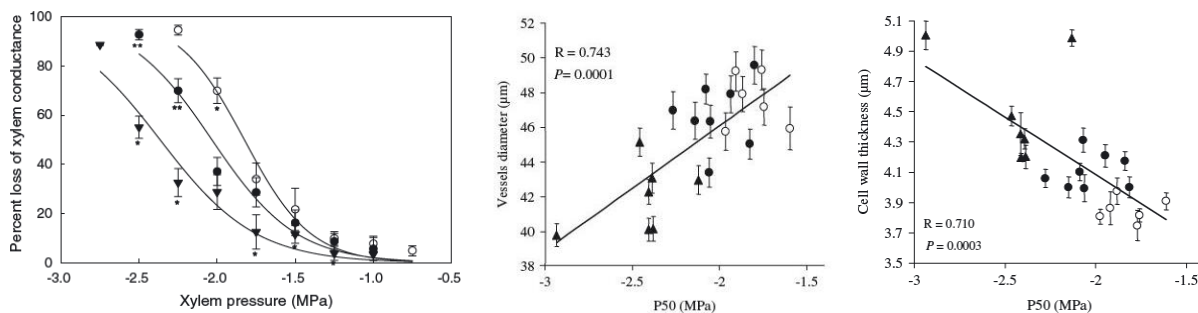 Percent loss of xylem conductance
100
80
60
40
20
0
**
**
*
*
*
*
*
*
-3.0 -2.5 -2.0 -1.5 -1.0 -0.5
Xylem pressure (MPa)
Vessels diameter (µm)
52
50
48
46
44
42
40
38
R = 0.743
P= 0.0001
-3 -2.5 -2 -1.5
P50 (MPa)
Cell wall thickness (µm)
5.1
4.9
4.7
4.5
4.3
4.1
3.9
3.7
3.5
R = 0.710
P = 0.0003
-3 -2.5 -2 -1.5
P50 (MPa)